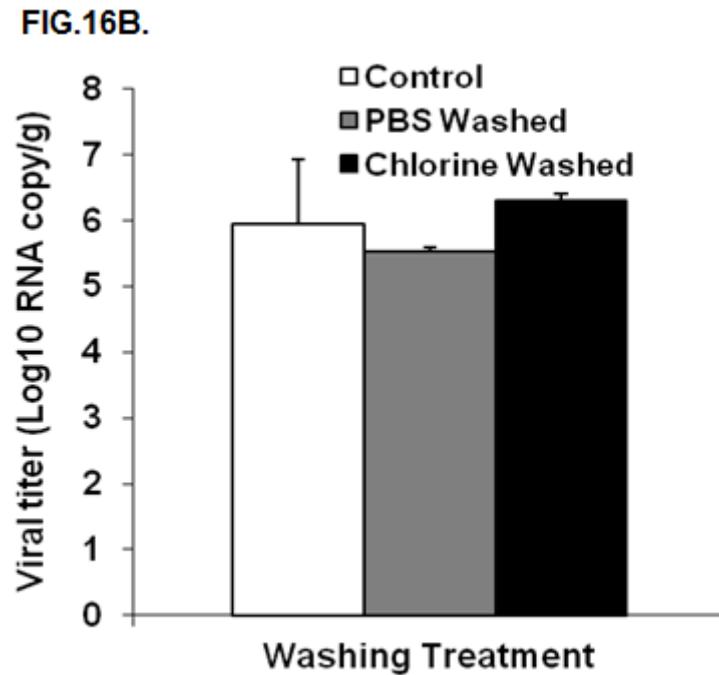 FIG.16B.
Control
PBS Washed
Chlorine Washed
Viral titer (Log10 RNA copy/g)
8
7
6
5
4
3
2
1
0
Washing Treatment